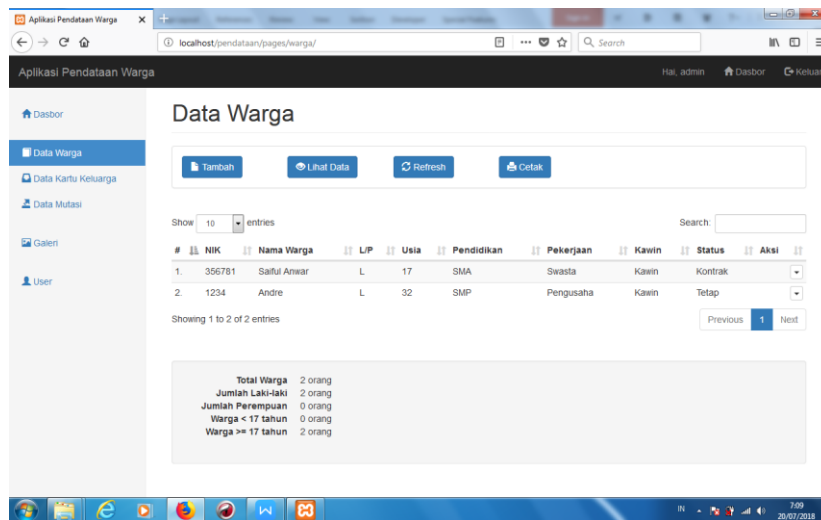 Aplikasi Pendataan Warga
localhost/pendataan/pages/warga/
Search
Aplikasi Pendataan Warga Hai, admin Dasbor Keluar
Dasbor
Data Warga
Data Kartu Keluarga
Data Mutasi
Galeri
User
Data Warga
Tambah Lihat Data Refresh Cetak
Show 10 entries Search:
# NIK Nama Warga L/P Usia Pendidikan Pekerjaan Kawin Status Aksi
1. 356781 Saiful Anwar L 17 SMA Swasta Kawin Kontrak
2. 1234 Andre L 32 SMP Pengusaha Kawin Tetap
Showing 1 to 2 of 2 entries Previous 1 Next
Total Warga 2 orang
Jumlah Laki-laki 2 orang
Jumlah Perempuan 0 orang
Warga < 17 tahun 0 orang
Warga >= 17 tahun 2 orang
IN 7:09
20/07/2018